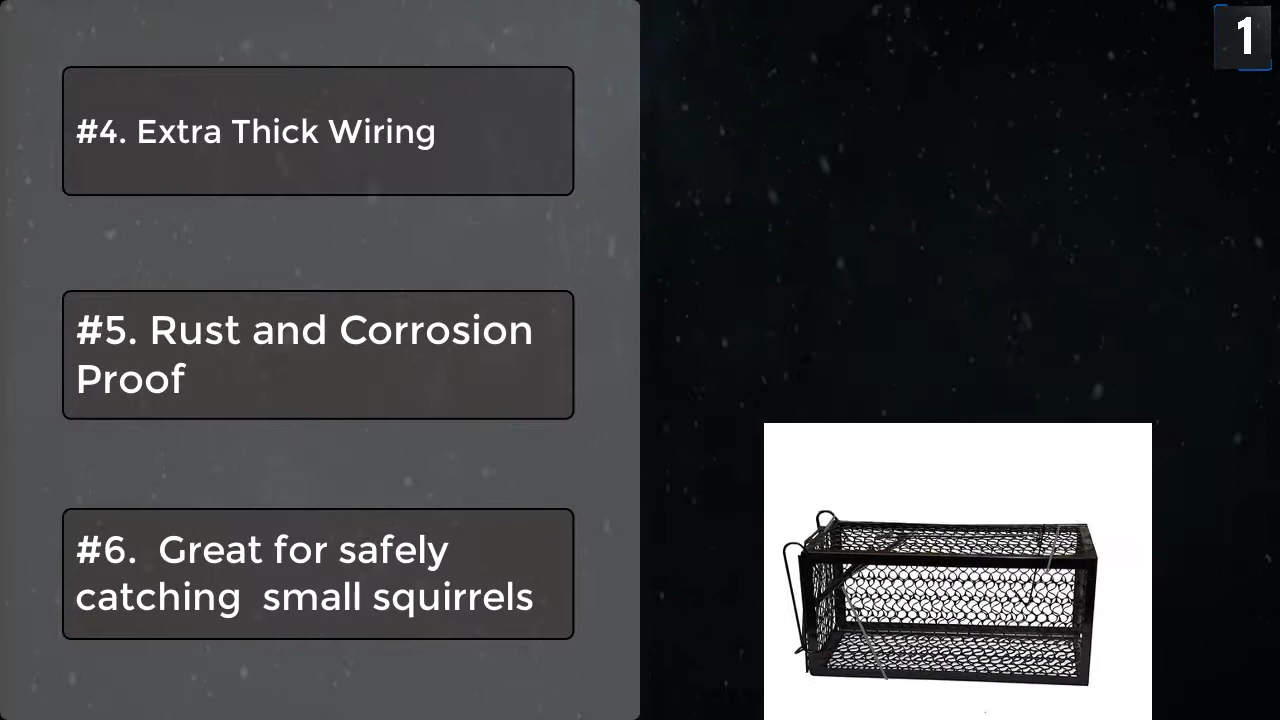 1
#4. Extra Thick Wiring
#5. Rust and Corrosion
Proof
#6.  Great for safely
catching  small squirrels